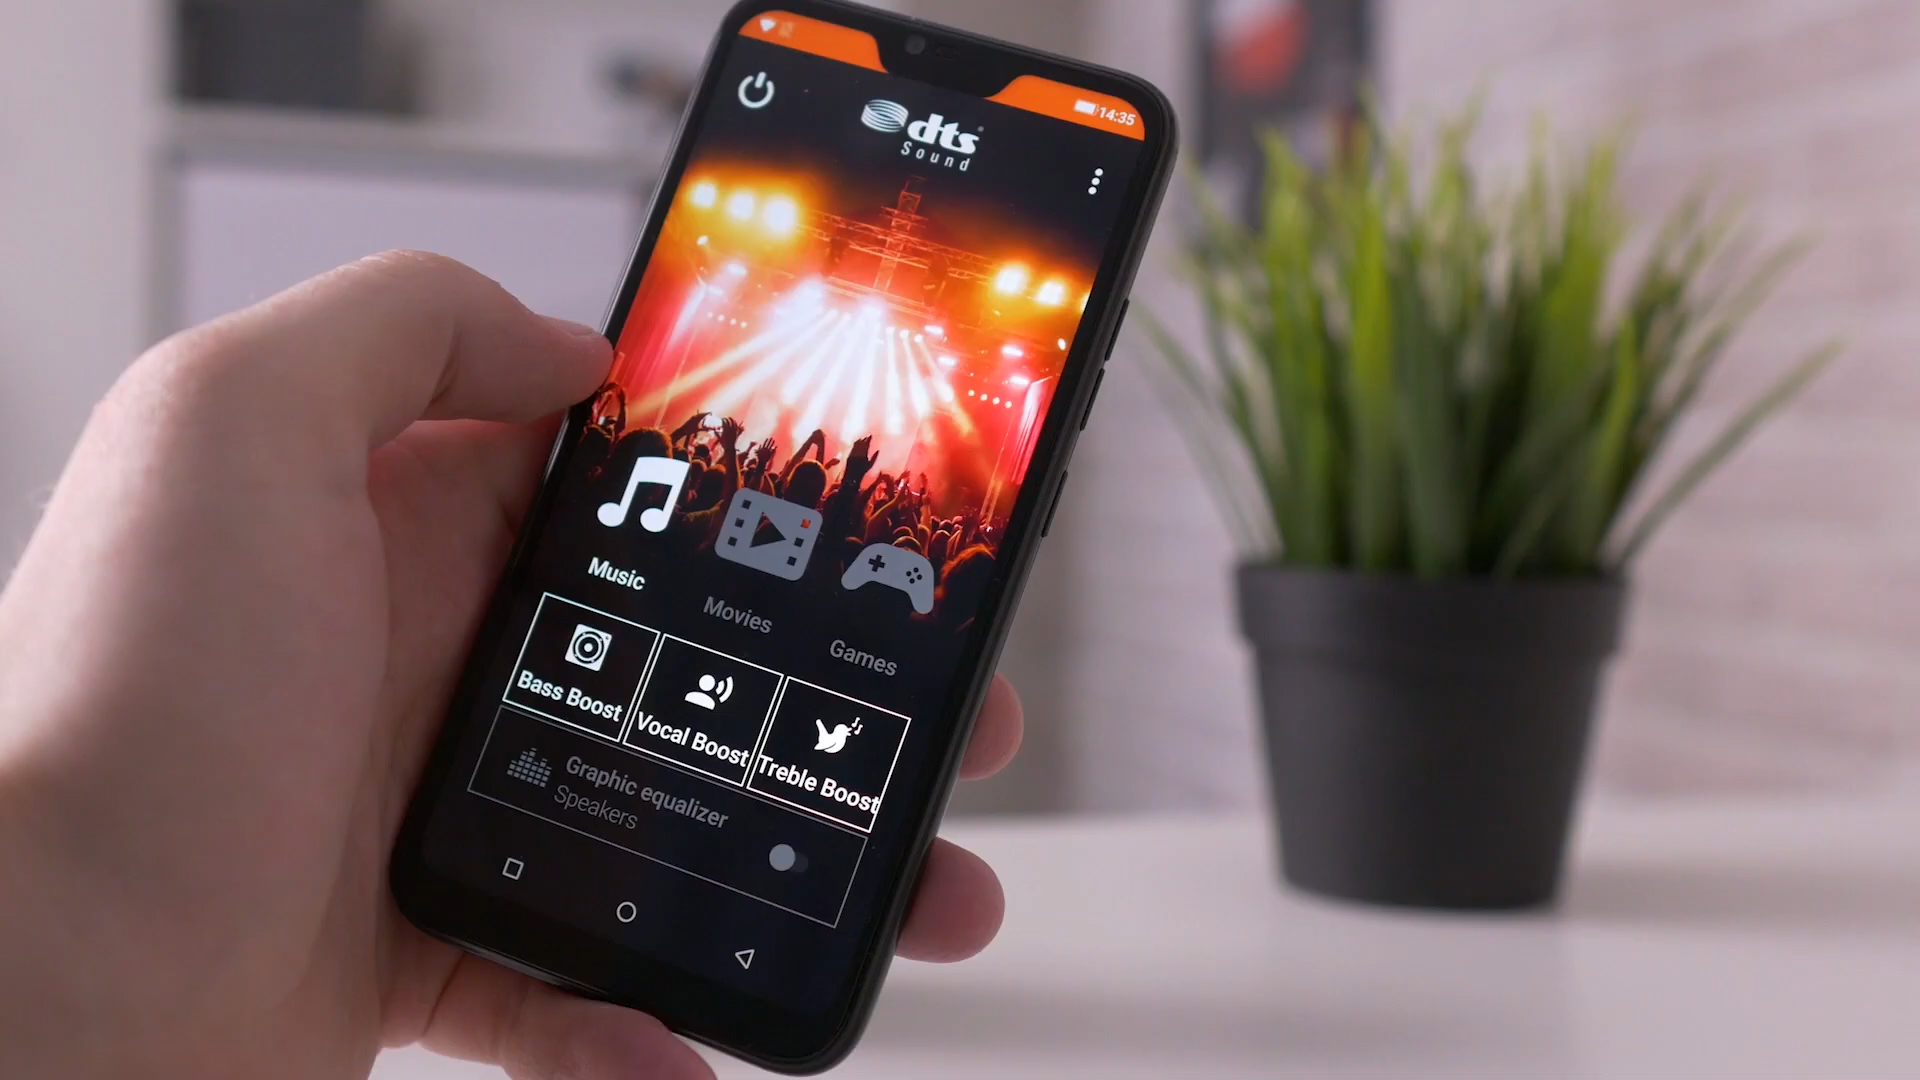 14:35
dts
Sound
Music
Movies
Games
Bass Boost
Vocal Boost
Treble Boost
Graphic equalizer
Speakers